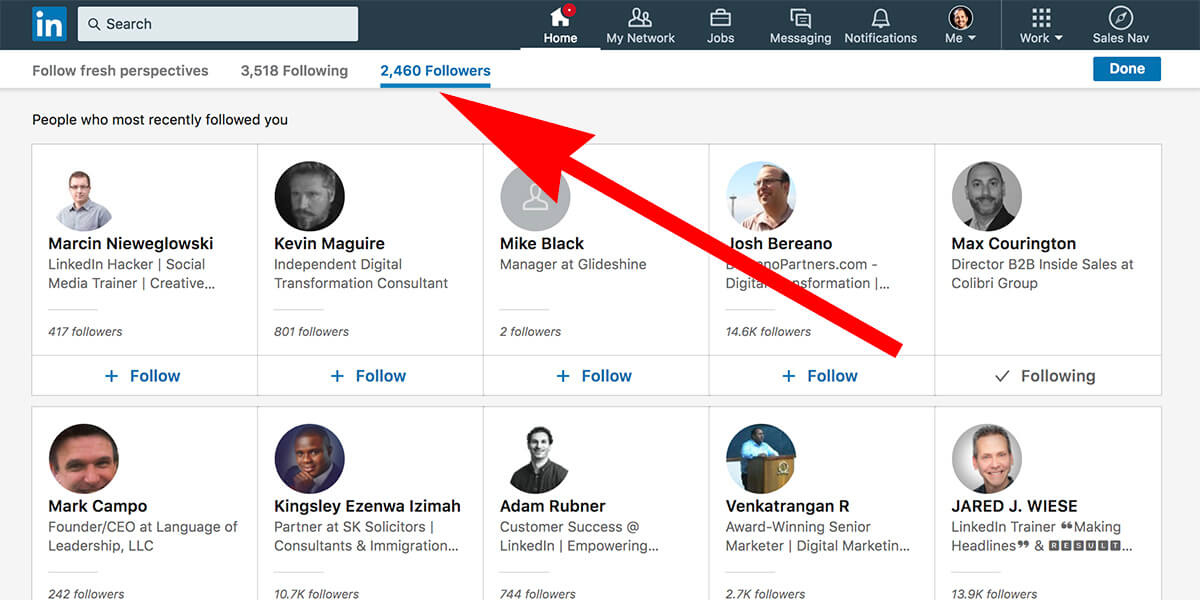 in
Search
Home
My Network
Jobs
Messaging
Notifications
Me
Work
Sales Nav
Follow fresh perspectives
3,518 Following
2,460 Followers
Done
People who most recently followed you
Marcin Nieweglowski
LinkedIn Hacker | Social
Media Trainer | Creative...
417 followers
+ Follow
Kevin Maguire
Independent Digital
Transformation Consultant
801 followers
+ Follow
Mike Black
Manager at Glideshine
2 followers
+ Follow
Josh Bereano
Partners.com -
Digital |...
14.6K followers
+ Follow
Max Courington
Director B2B Inside Sales at
Colibri Group
✓ Following
Mark Campo
Founder/CEO at Language of
Leadership, LLC
242 followers
Kingsley Ezenwa Izimah
Partner at SK Solicitors |
Consultants & Immigration...
10.7K followers
Adam Rubner
Customer Success @
LinkedIn | Empowering...
744 followers
Venkatrangan R
Award-Winning Senior
Marketer | Digital Marketin...
2.7K followers
JARED J. WIESE
LinkedIn Trainer ❝Making
Headlines❞ & 🆁🅴🆂🆄🅻🆃...
13.9K followers